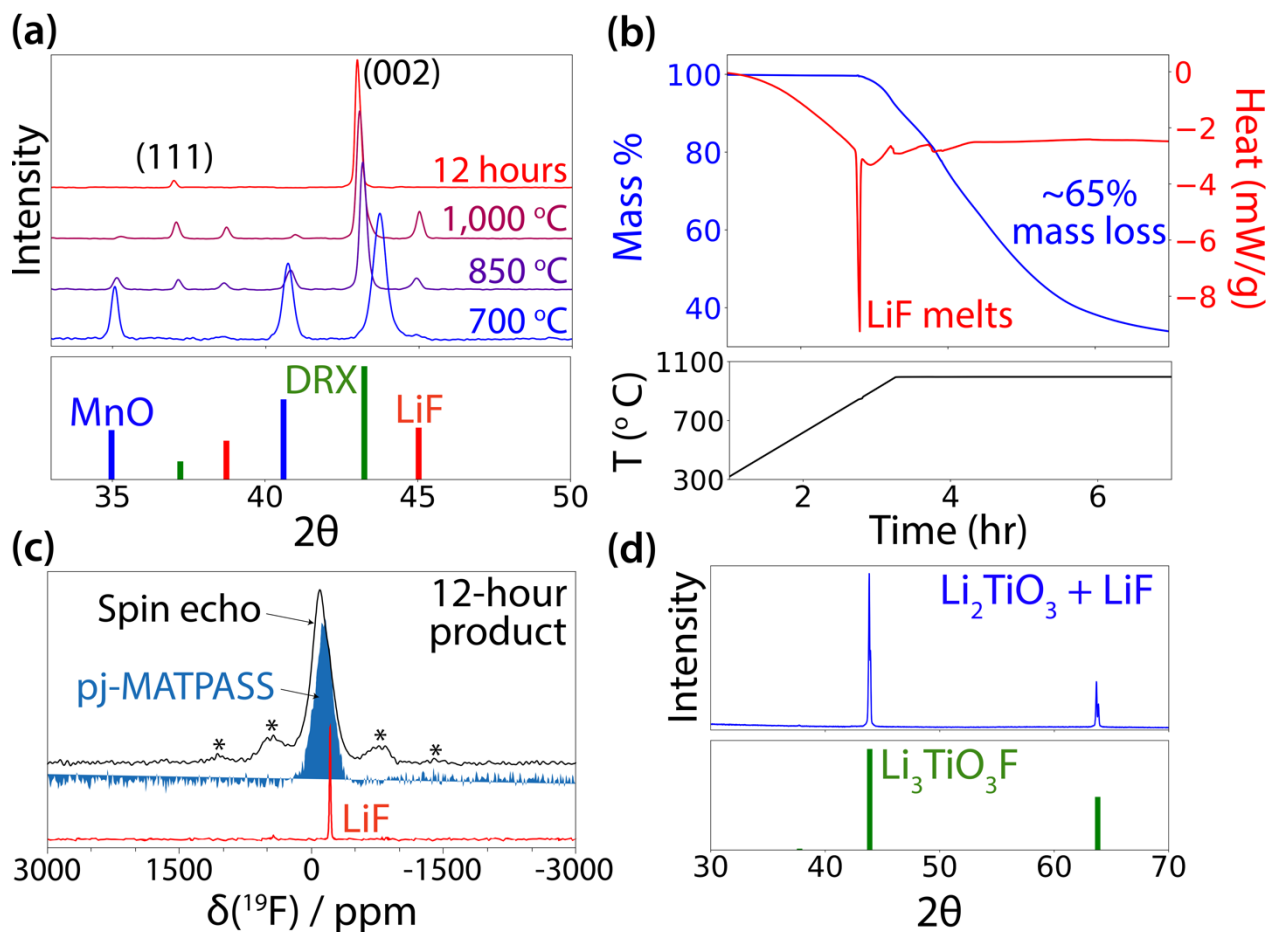 (a)
Intensity
(002)
(111)
12 hours
1,000 °C
850 °C
700 °C
MnO
DRX
LiF
35 40 45 50
2θ
(b)
Mass %
100
80
60
40
0
−2
−4
−6
−8
Heat (mW/g)
~65%
mass loss
LiF melts
T (° C)
1100
700
300
2 4 6
Time (hr)
(c)
Spin echo
12-hour
product
pj-MATPASS
* * * *
LiF
3000 1500 0 -1500 -3000
δ(¹⁹F) / ppm
(d)
Intensity
Li₂TiO₃ + LiF
Li₃TiO₃F
30 40 50 60 70
2θ